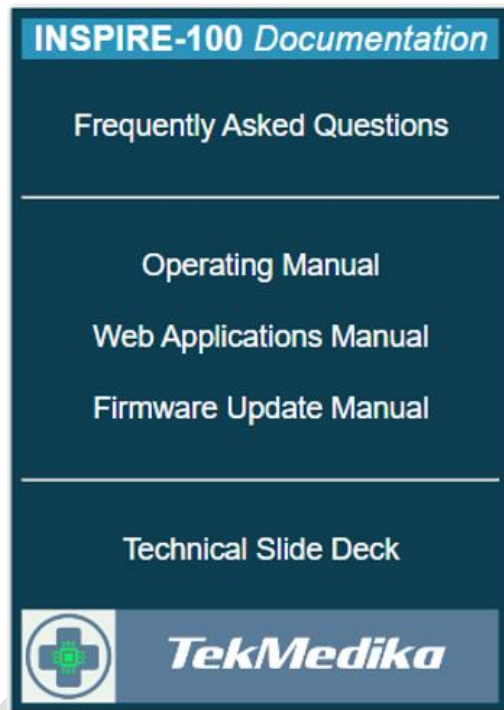 INSPIRE-100 Documentation
Frequently Asked Questions
Operating Manual
Web Applications Manual
Firmware Update Manual
Technical Slide Deck
TekMedika